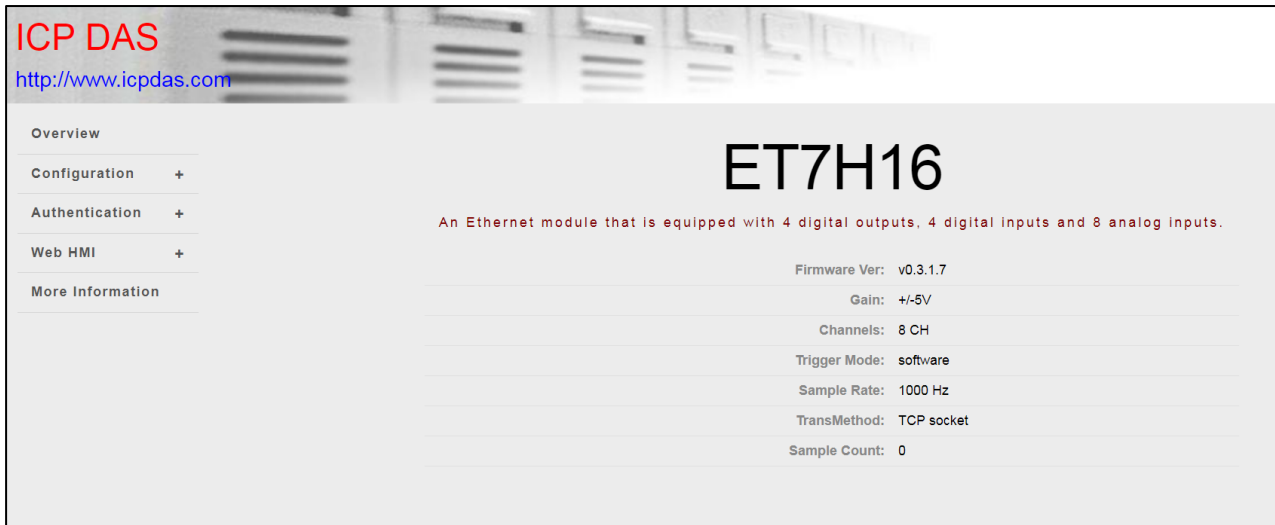 ICP DAS
http://www.icpdas.com
Overview
Configuration +
Authentication +
Web HMI +
More Information
ET7H16
An Ethernet module that is equipped with 4 digital outputs, 4 digital inputs and 8 analog inputs.
Firmware Ver: v0.3.1.7
Gain: +/-5V
Channels: 8 CH
Trigger Mode: software
Sample Rate: 1000 Hz
TransMethod: TCP socket
Sample Count: 0